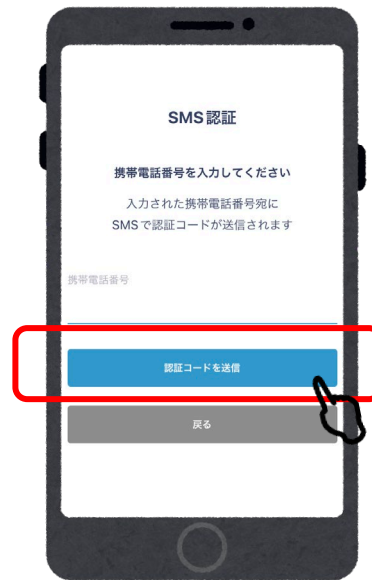 SMS認証
携帯電話番号を入力してください
入力された携帯電話番号宛に
SMSで認証コードが送信されます
携帯電話番号
認証コードを送信
戻る